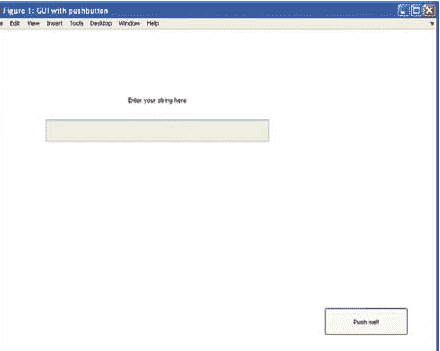 Figure 1: GUI with pushbutton
Edit View Insert Tools Desktop Window Help
Enter your string here
Push me!!